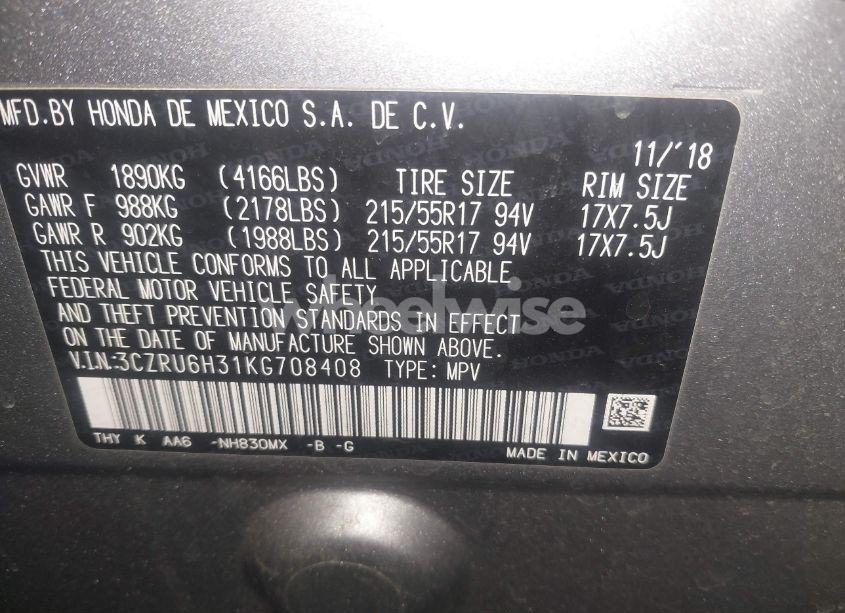 MFD.BY HONDA DE MEXICO S.A. DE C.V.
11/'18
GVWR 1890KG (4166LBS) TIRE SIZE RIM SIZE
GAWR F 988KG (2178LBS) 215/55R17 94V 17X7.5J
GAWR R 902KG (1988LBS) 215/55R17 94V 17X7.5J
THIS VEHICLE CONFORMS TO ALL APPLICABLE
FEDERAL MOTOR VEHICLE SAFETY
AND THEFT PREVENTION STANDARDS IN EFFECT
ON THE DATE OF MANUFACTURE SHOWN ABOVE.
V.I.N:3CZRU6H31KG708408 TYPE: MPV
THY K AA6 -NH830MX -B -G
MADE IN MEXICO
wheelwise